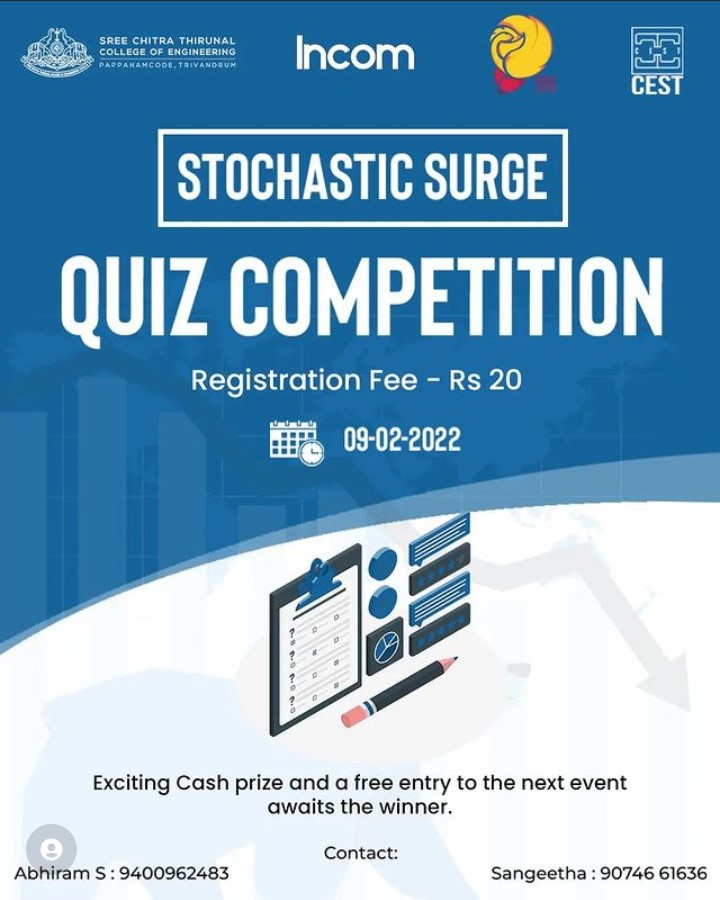 SREE CHITRA THIRUNAL
COLLEGE OF ENGINEERING
PAPPANAMCODE, TRIVANDRUM
Incom
CEST
STOCHASTIC SURGE
QUIZ COMPETITION
Registration Fee - Rs 20
09-02-2022
Exciting Cash prize and a free entry to the next event
awaits the winner.
Contact:
Abhiram S : 9400962483
Sangeetha : 90746 61636